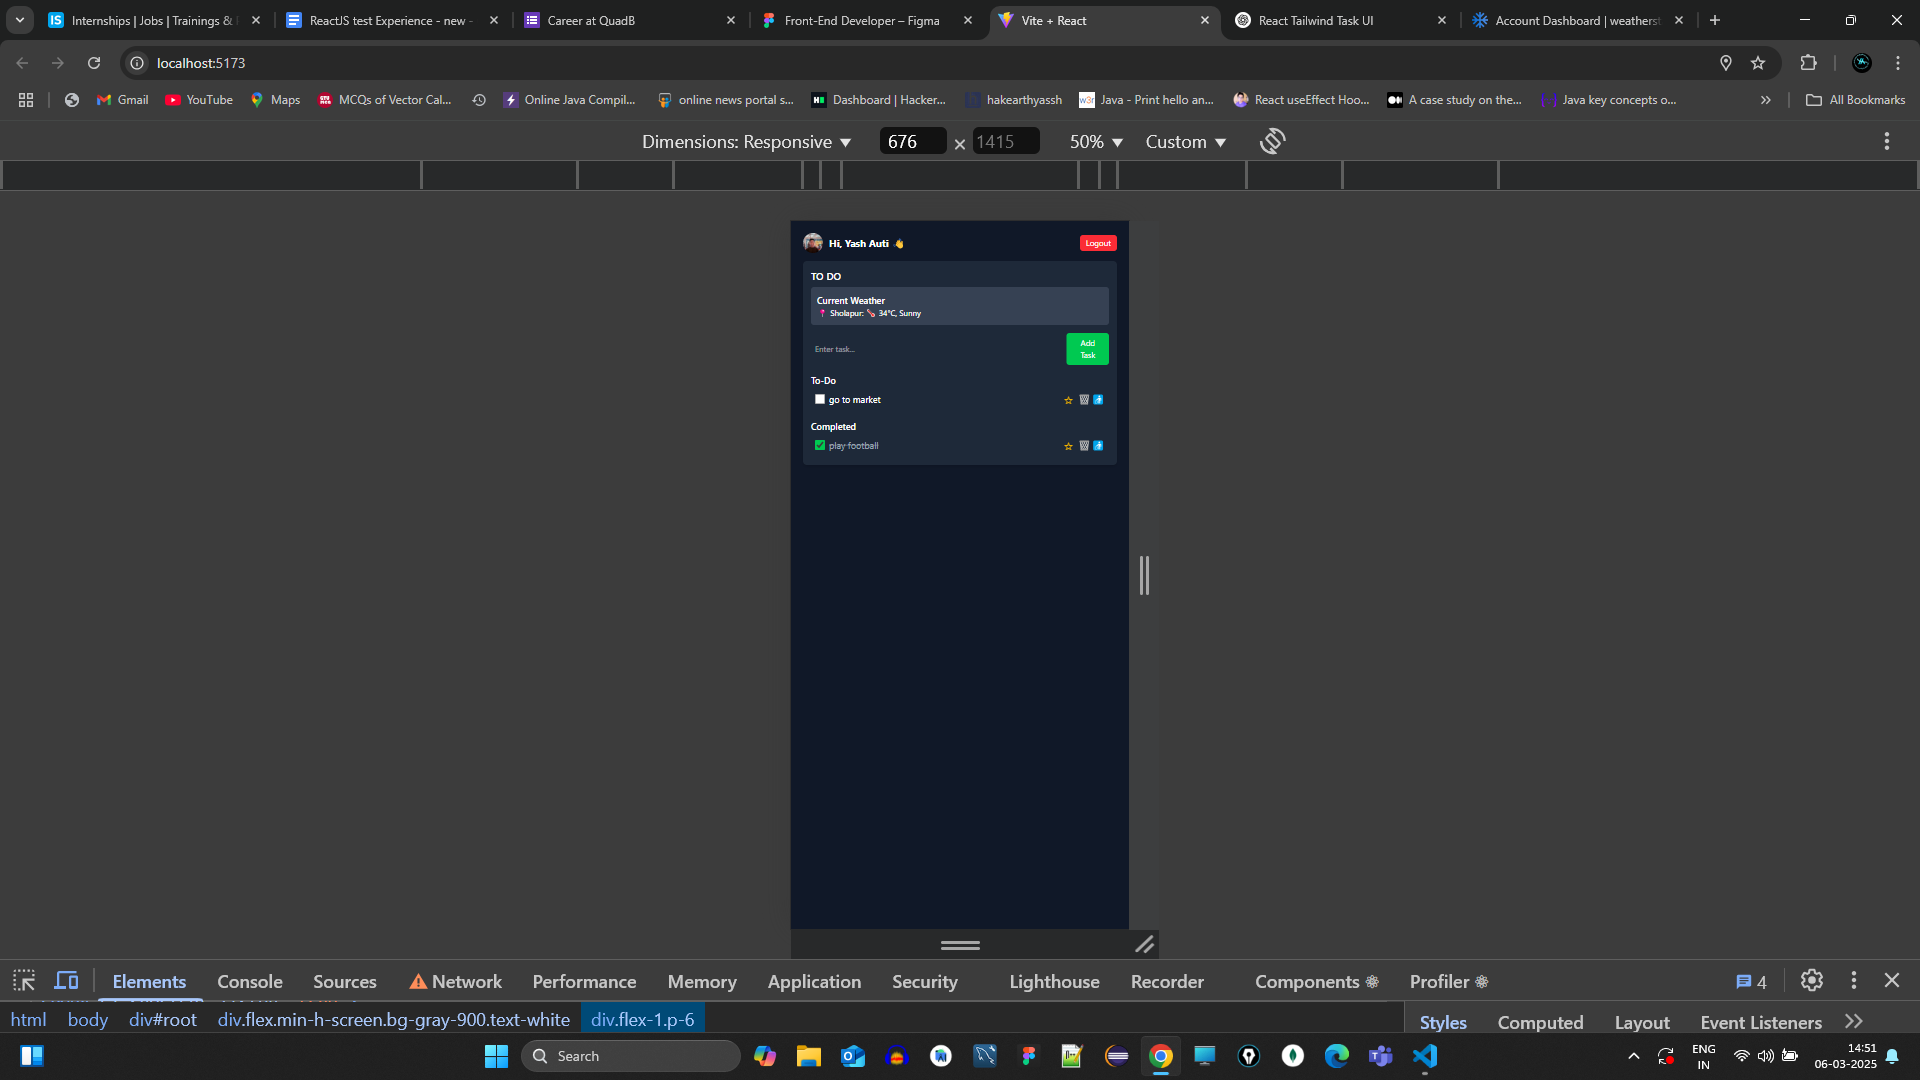 Internships | Jobs | Trainings &
ReactJS test Experience - new -
Career at QuadB
Front-End Developer – Figma
Vite + React
React Tailwind Task UI
Account Dashboard | weatherst
localhost:5173
Gmail
YouTube
Maps
MCQs of Vector Cal...
Online Java Compil...
online news portal s...
Dashboard | Hacker...
hakearthyassh
Java - Print hello an...
React useEffect Hoo...
A case study on the...
Java key concepts o...
All Bookmarks
Dimensions: Responsive
676 × 1415
50%
Custom
Hi, Yash Auti 👋
Logout
TO DO
Current Weather
📍 Sholapur: 🌡️ 34°C, Sunny
Enter task...
Add
Task
To-Do
go to market
Completed
play football
Elements
Console
Sources
Network
Performance
Memory
Application
Security
Lighthouse
Recorder
Components
Profiler
4
html
body
div#root
div.flex.min-h-screen.bg-gray-900.text-white
div.flex-1.p-6
Styles
Computed
Layout
Event Listeners
Search
ENG
IN
14:51
06-03-2025